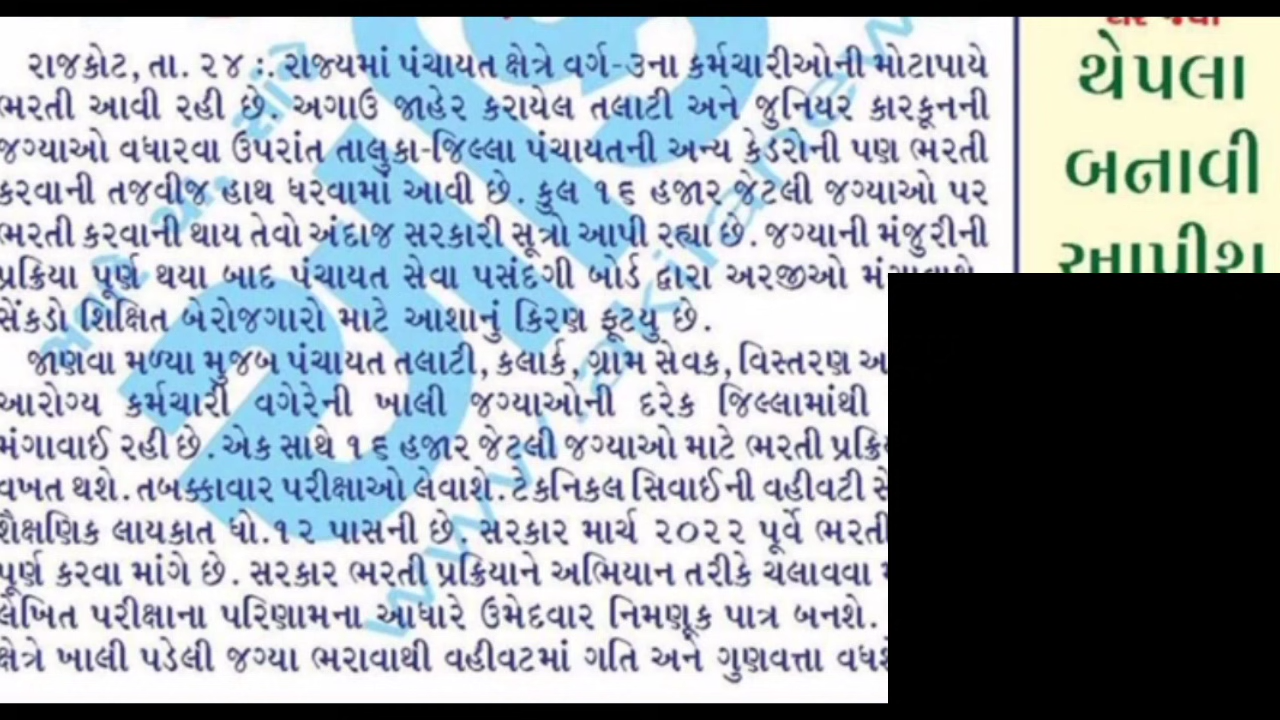 રાજકોટ, તા. ૨૪ :. રાજ્યમાં પંચાયત ક્ષેત્રે વર્ગ-૩ના કર્મચારીઓની મોટાપાયે
ભરતી આવી રહી છે. અગાઉ જાહેર કરાયેલ તલાટી અને જુનિયર કારકૂનની
જગ્યાઓ વધારવા ઉપરાંત તાલુકા-જિલ્લા પંચાયતની અન્ય કેડરોની પણ ભરતી
કરવાની તજવીજ હાથ ધરવામાં આવી છે. કુલ ૧૬ હજાર જેટલી જગ્યાઓ પર
ભરતી કરવાની થાય તેવો અંદાજ સરકારી સૂત્રો આપી રહ્યા છે. જગ્યાની મંજુરીની
પ્રક્રિયા પૂર્ણ થયા બાદ પંચાયત સેવા પસંદગી બોર્ડ દ્વારા અરજીઓ
સેંકડો શિક્ષિત બેરોજગારો માટે આશાનું કિરણ ફૂટયુ છે.
જાણવા મળ્યા મુજબ પંચાયત તલાટી, કલાર્ક, ગ્રામ સેવક, વિસ્તરણ
આરોગ્ય કર્મચારી વગેરેની ખાલી જગ્યાઓની દરેક જિલ્લામાંથી
મંગાવાઈ રહી છે. એક સાથે ૧૬ હજાર જેટલી જગ્યાઓ માટે ભરતી
વખત થશે. તબક્કાવાર પરીક્ષાઓ લેવાશે. ટેકનિકલ સિવાઈની વહીવટી
શૈક્ષણિક લાયકાત ધો.૧૨ પાસની છે. સરકાર માર્ચ ૨૦૨૨ પૂર્વે ભરતી
પૂર્ણ કરવા માંગે છે. સરકાર ભરતી પ્રક્રિયાને અભિયાન તરીકે ચલાવવા
લેખિત પરીક્ષાના પરિણામના આધારે ઉમેદવાર નિમણૂક પાત્ર બનશે.
ક્ષેત્રે ખાલી પડેલી જગ્યા ભરાવાથી વહીવટમાં ગતિ અને ગુણવત્તા
થેપલા
બનાવી
આપીશ